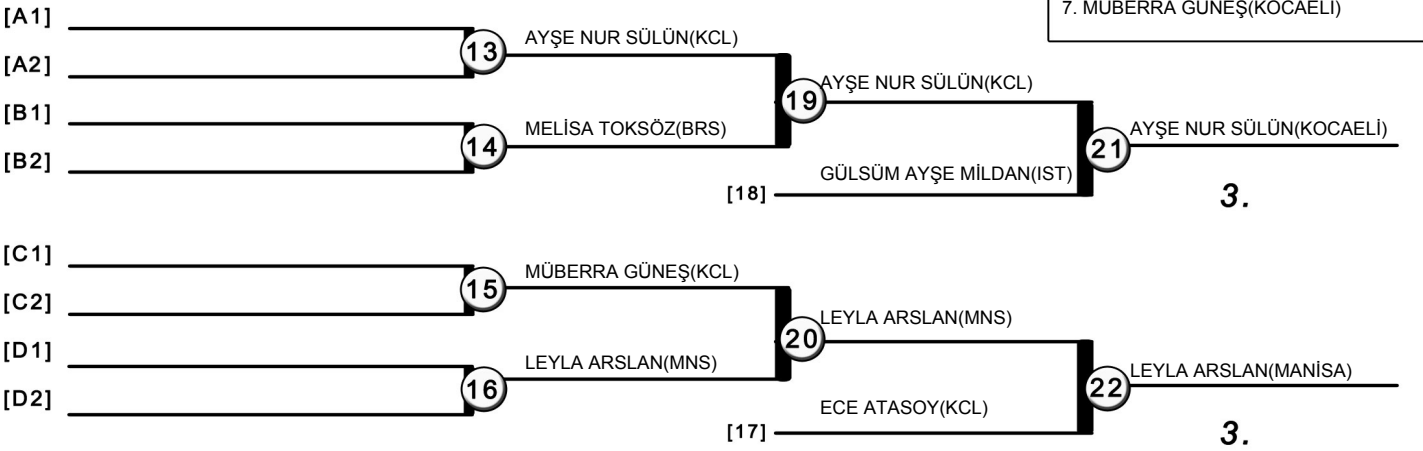 7. MÜBERRA GÜNEŞ(KOCAELİ)
[A1]
[A2]
13
AYŞE NUR SÜLÜN(KCL)
[B1]
[B2]
14
MELİSA TOKSÖZ(BRS)
19
AYŞE NUR SÜLÜN(KCL)
[18]
GÜLSÜM AYŞE MİLDAN(IST)
21
AYŞE NUR SÜLÜN(KOCAELİ)
3.
[C1]
[C2]
15
MÜBERRA GÜNEŞ(KCL)
[D1]
[D2]
16
LEYLA ARSLAN(MNS)
20
LEYLA ARSLAN(MNS)
[17]
ECE ATASOY(KCL)
22
LEYLA ARSLAN(MANİSA)
3.